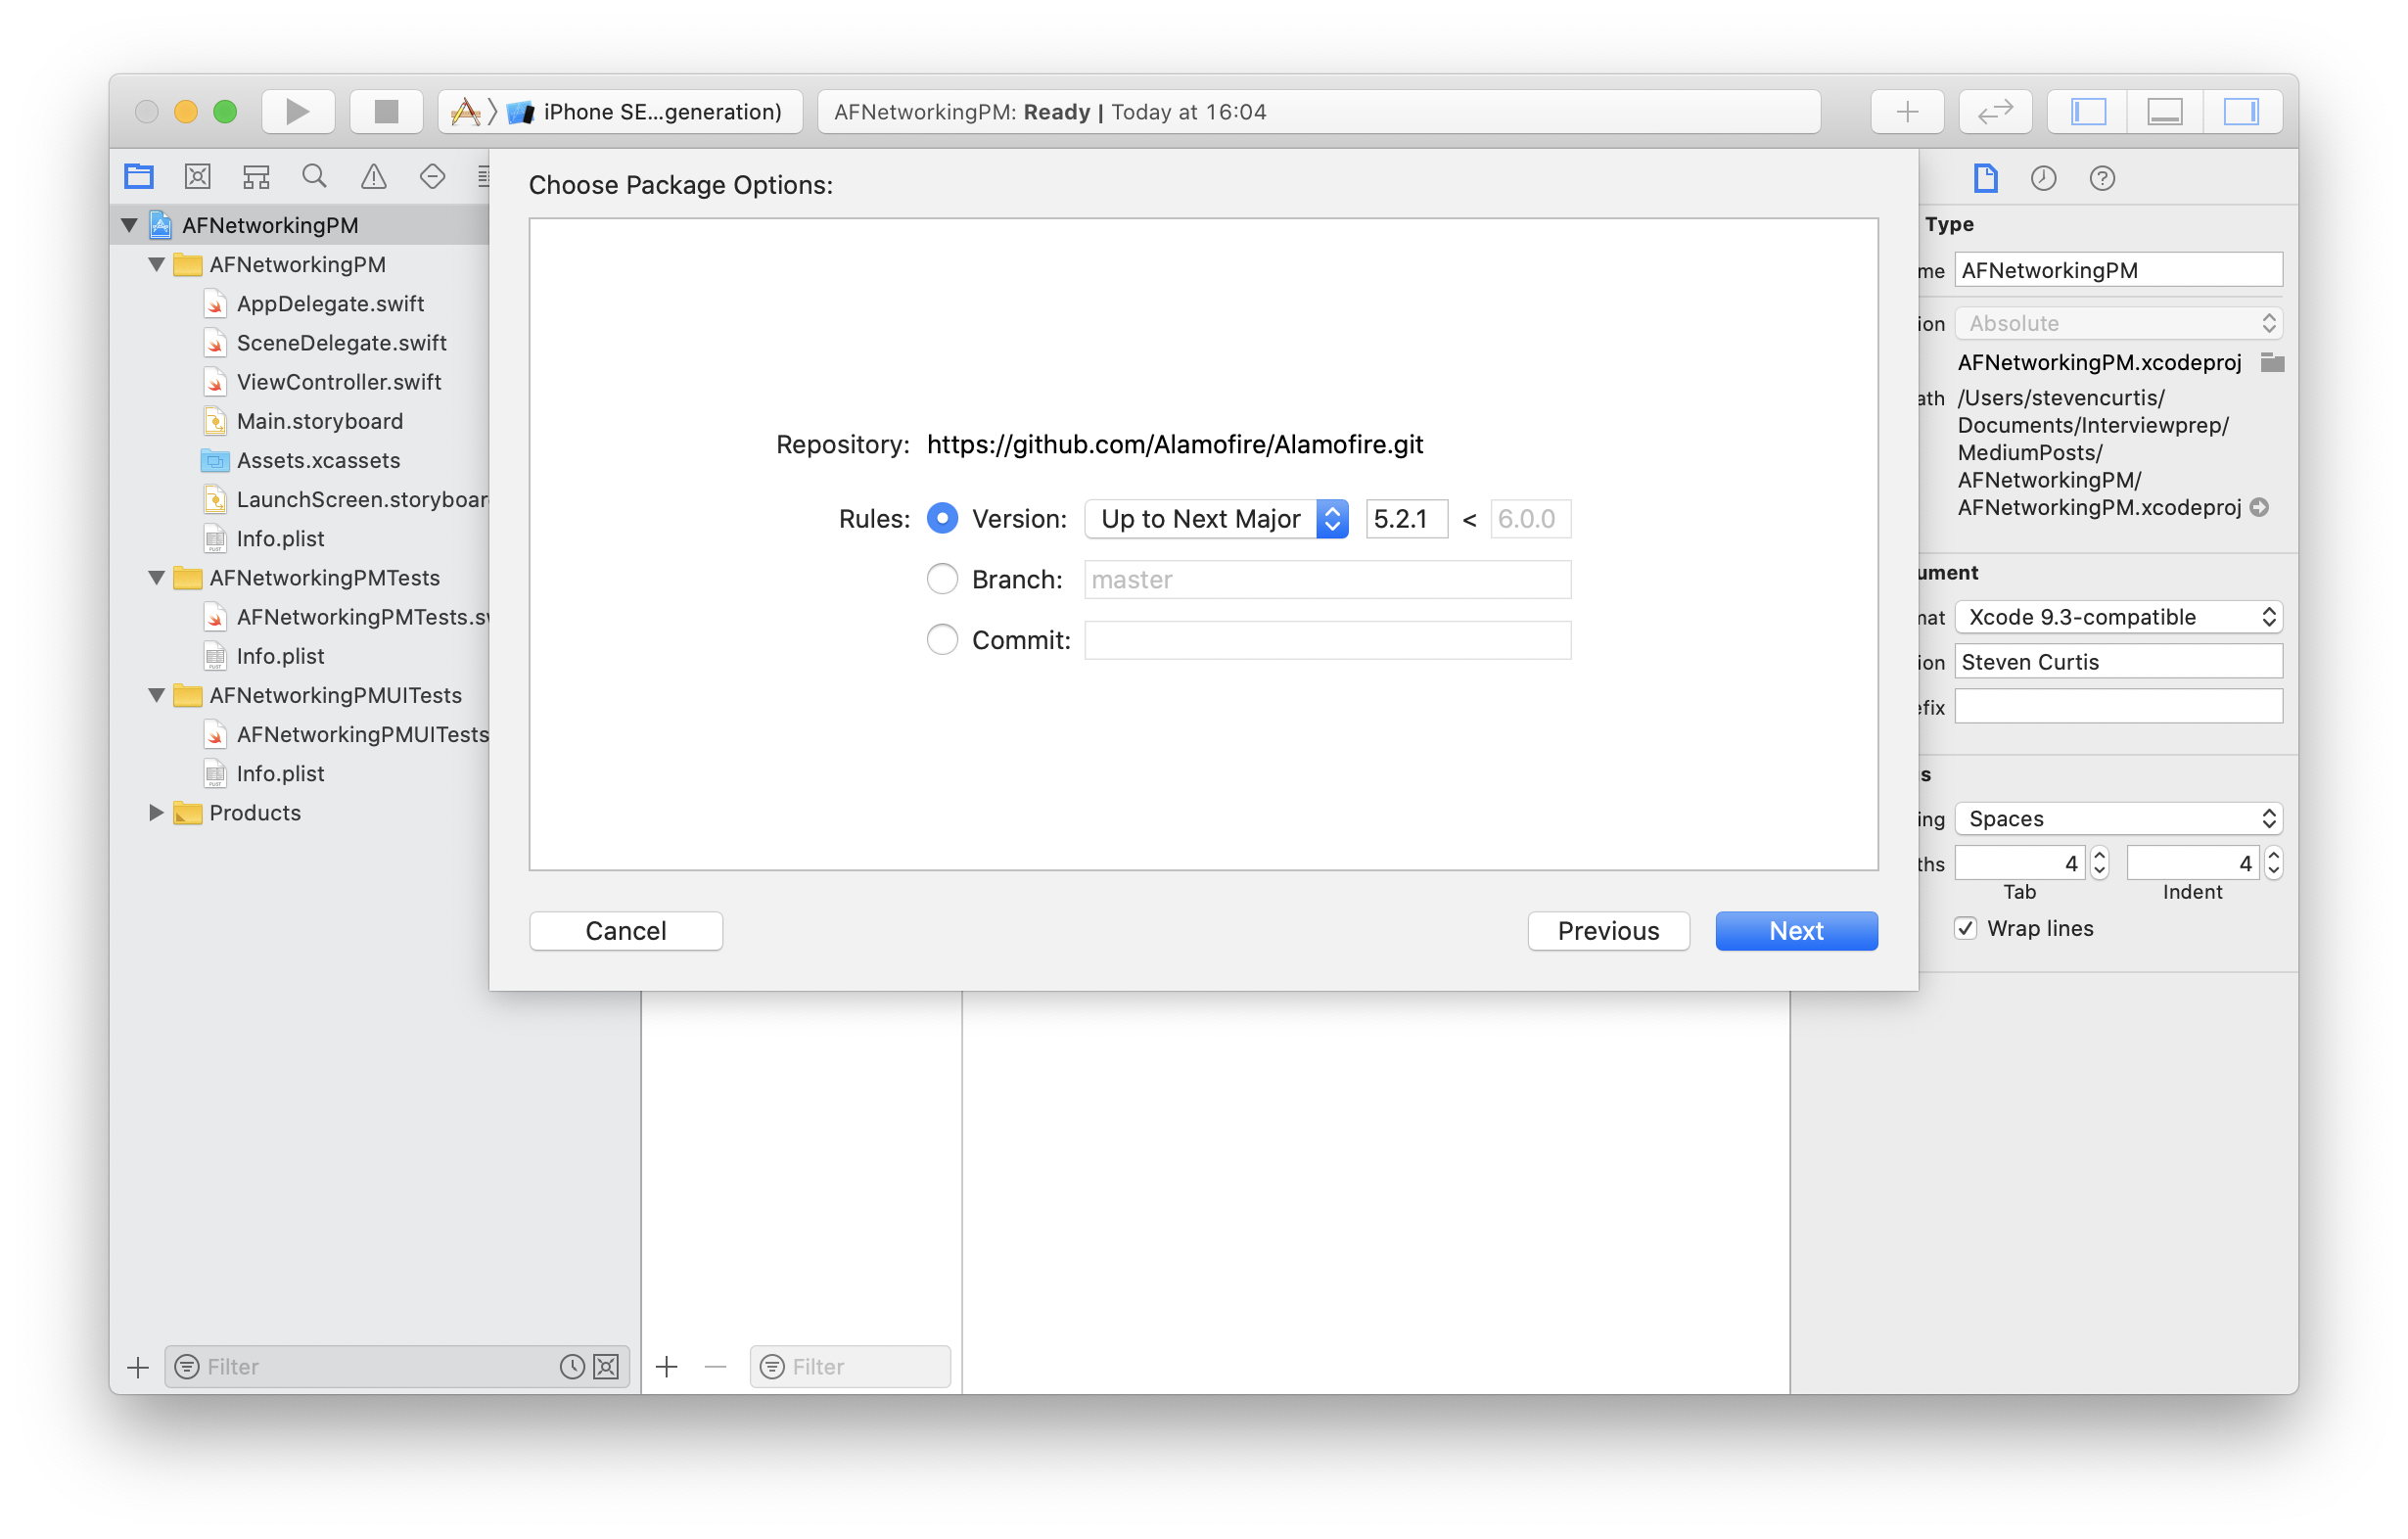 iPhone SE...generation)
AFNetworkingPM: Ready | Today at 16:04
Choose Package Options:
AFNetworkingPM
AFNetworkingPM
AppDelegate.swift
SceneDelegate.swift
ViewController.swift
Main.storyboard
Assets.xcassets
LaunchScreen.storyboar
Info.plist
AFNetworkingPMTests
AFNetworkingPMTests.sw
Info.plist
AFNetworkingPMUITests
AFNetworkingPMUITests
Info.plist
Products
Filter
Repository: https://github.com/Alamofire/Alamofire.git
Rules: Version: Up to Next Major 5.2.1 < 6.0.0
Branch: master
Commit:
Cancel Previous Next
Filter
Type
me AFNetworkingPM
ion Absolute
AFNetworkingPM.xcodeproj
ath /Users/stevencurtis/
Documents/Interviewprep/
MediumPosts/
AFNetworkingPM/
AFNetworkingPM.xcodeproj
ument
mat Xcode 9.3-compatible
ion Steven Curtis
efix
s
ing Spaces
ths 4 4
Tab Indent
Wrap lines